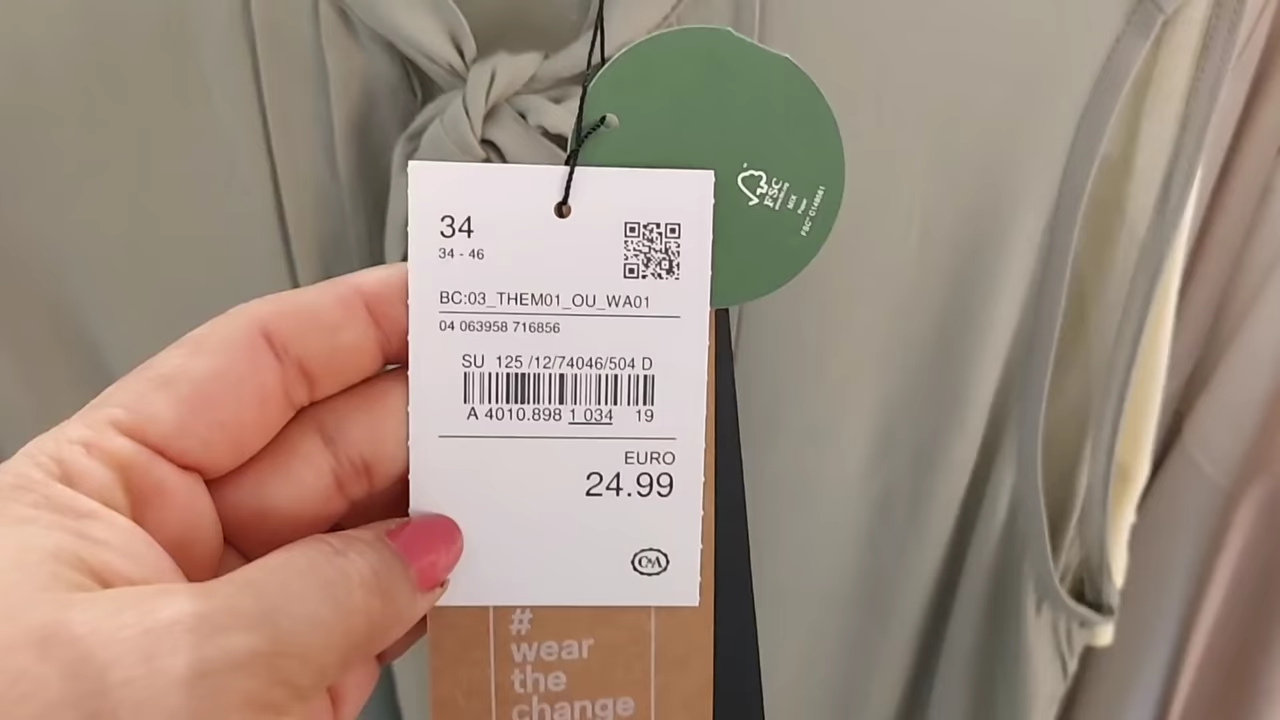 34
34 - 46
BC:03_THEM01_OU_WA01
04 063958 716856
SU 125 /12/74046/504 D
A 4010.898 1 034 19
EURO
24.99
C&A
FSC
MIX
Paper
#
wear
the
change